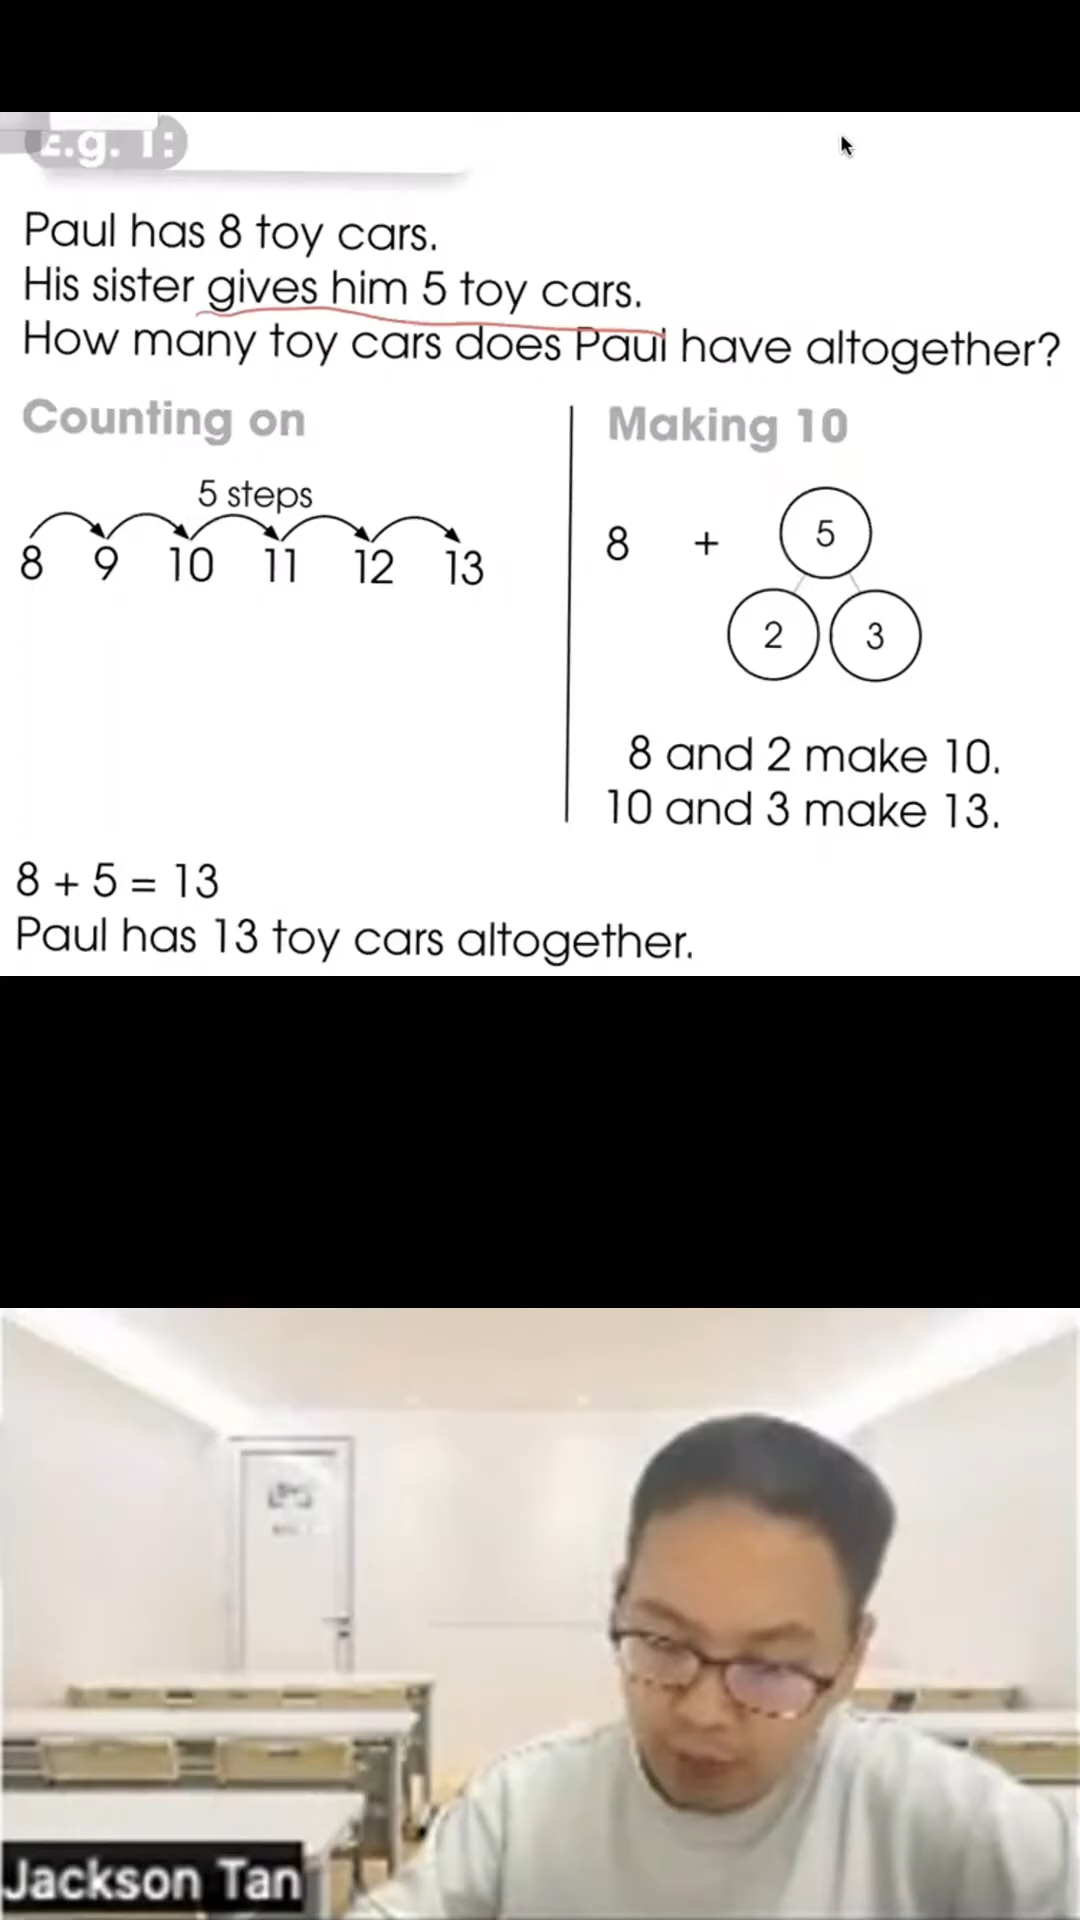 E.g. 1:
Paul has 8 toy cars.
His sister gives him 5 toy cars.
How many toy cars does Paul have altogether?
Counting on
5 steps
8 9 10 11 12 13
Making 10
8 + 5
2 3
8 and 2 make 10.
10 and 3 make 13.
8 + 5 = 13
Paul has 13 toy cars altogether.
Jackson Tan